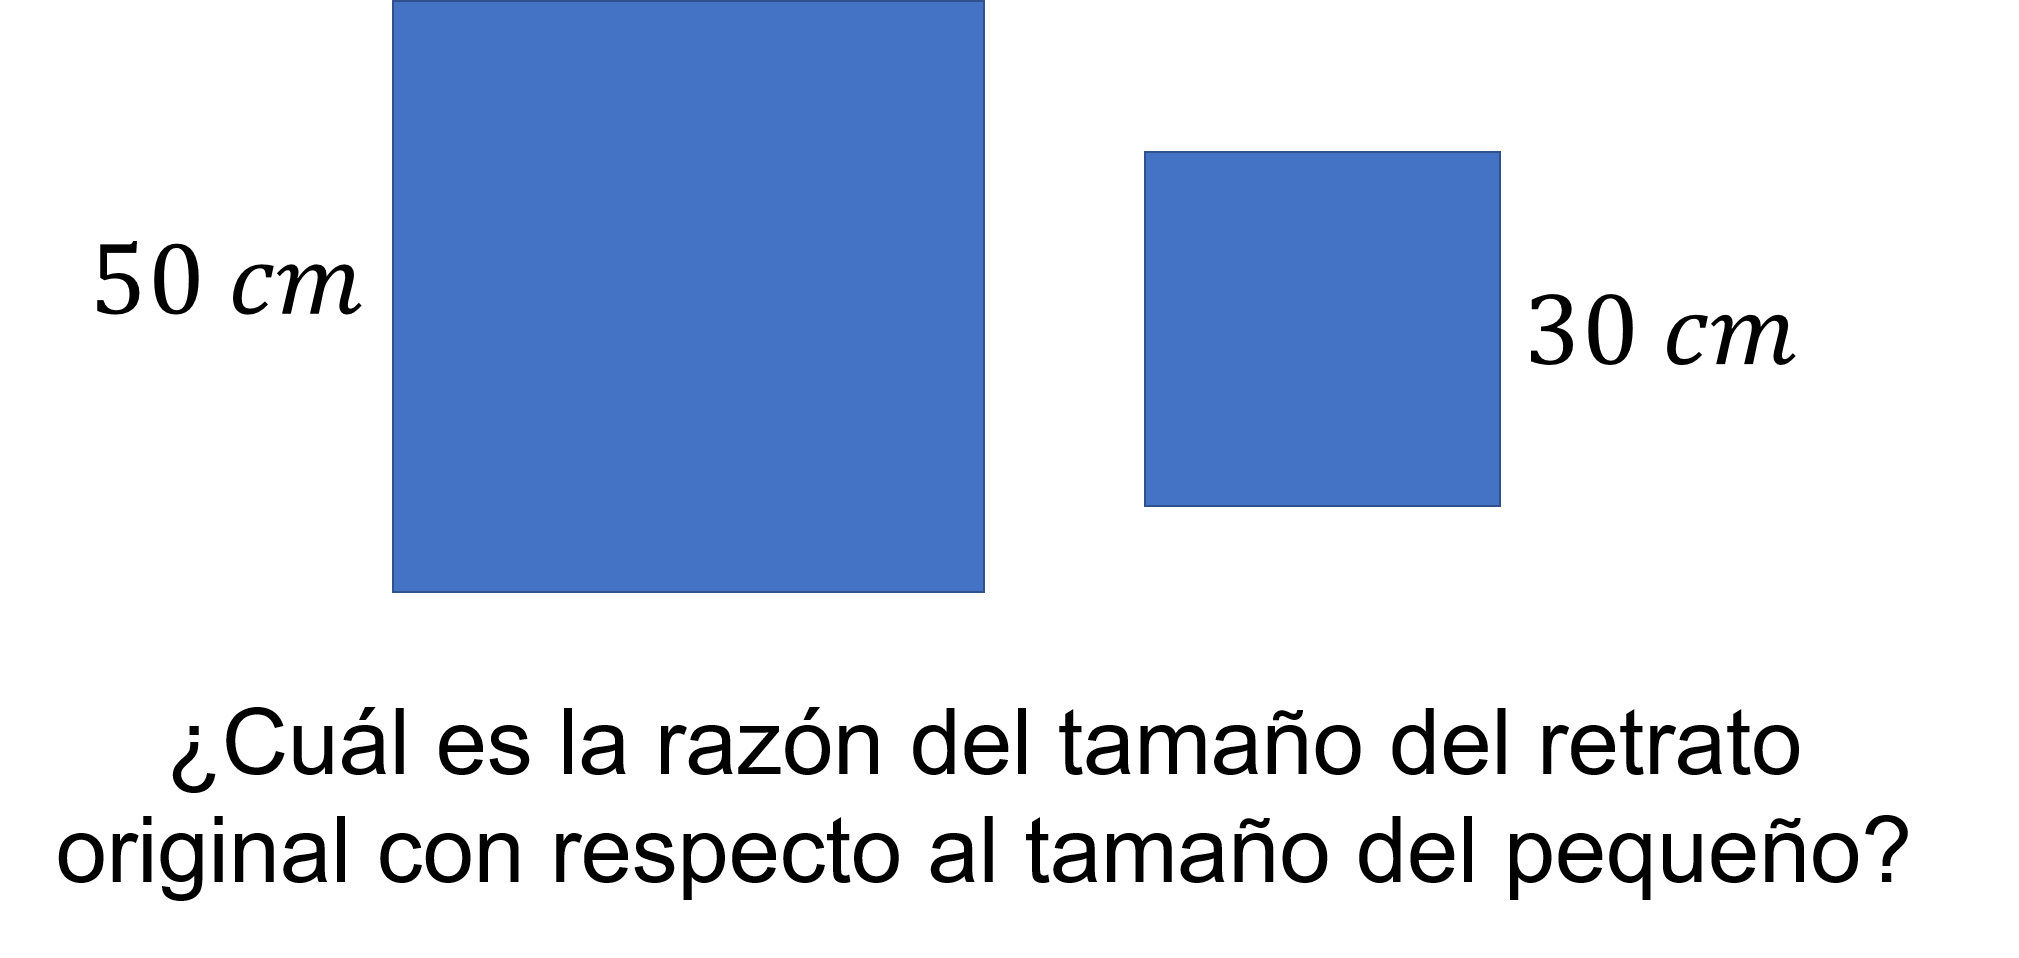 50 cm
30 cm
¿Cuál es la razón del tamaño del retrato
original con respecto al tamaño del pequeño?